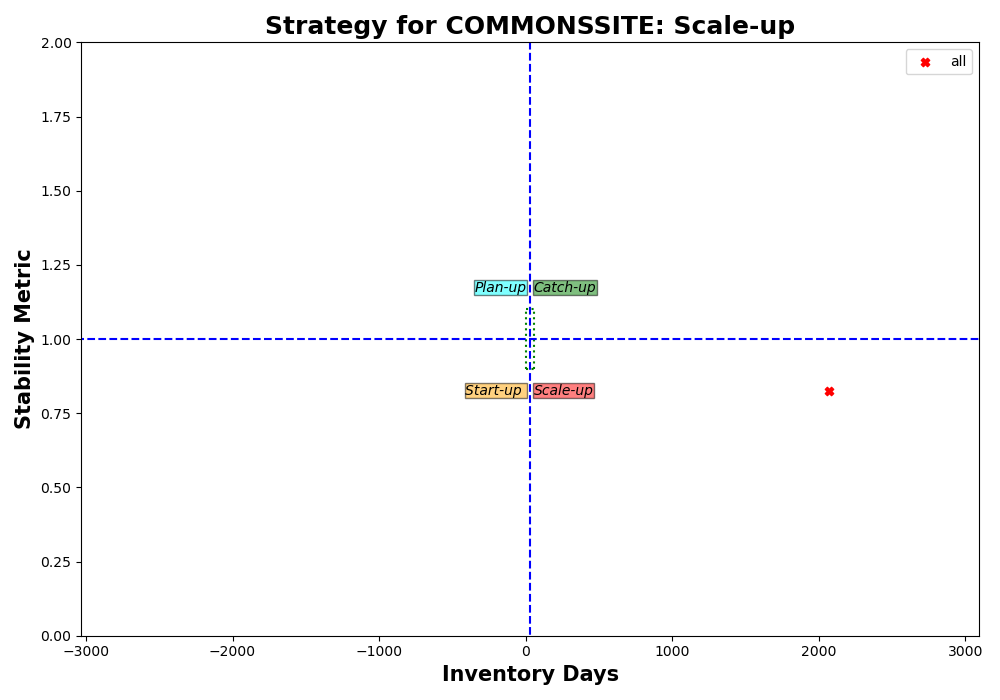 Strategy for COMMONSSITE: Scale-up
2.00
all
1.75
1.50
1.25
Plan-up Catch-up
1.00
Start-up Scale-up
0.75
0.50
0.25
0.00
Stability Metric
−3000 −2000 −1000 0 1000 2000 3000
Inventory Days